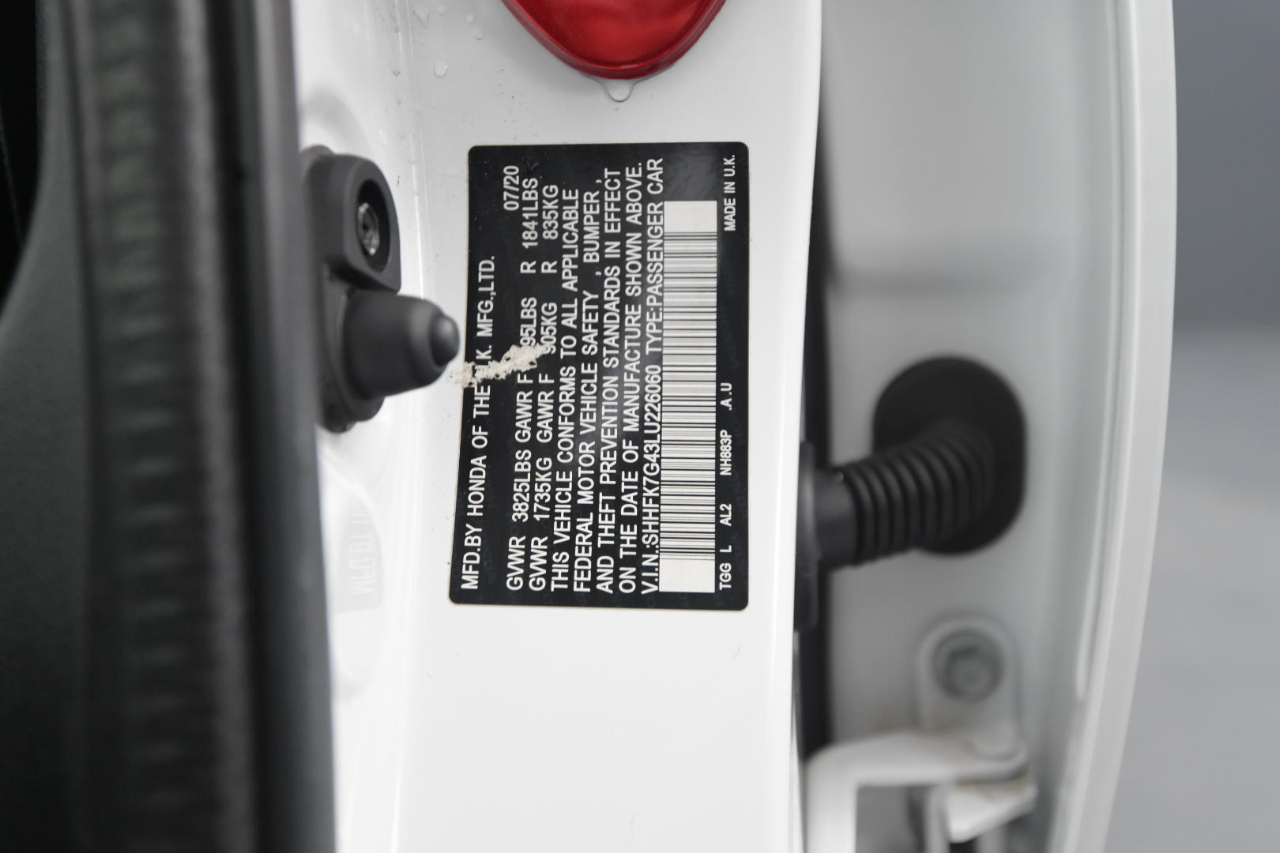 MFD.BY HONDA OF THE U.K. MFG.,LTD. 07/20
GVWR 3825LBS GAWR F R 1841LBS
GVWR 1735KG GAWR F 905KG R 835KG
THIS VEHICLE CONFORMS TO ALL APPLICABLE
FEDERAL MOTOR VEHICLE SAFETY , BUMPER ,
AND THEFT PREVENTION STANDARDS IN EFFECT
ON THE DATE OF MANUFACTURE SHOWN ABOVE.
V.I.N.:SHHFK7G43LU226060 TYPE:PASSENGER CAR
TGG L AL2 NH883P .A.U MADE IN U.K.